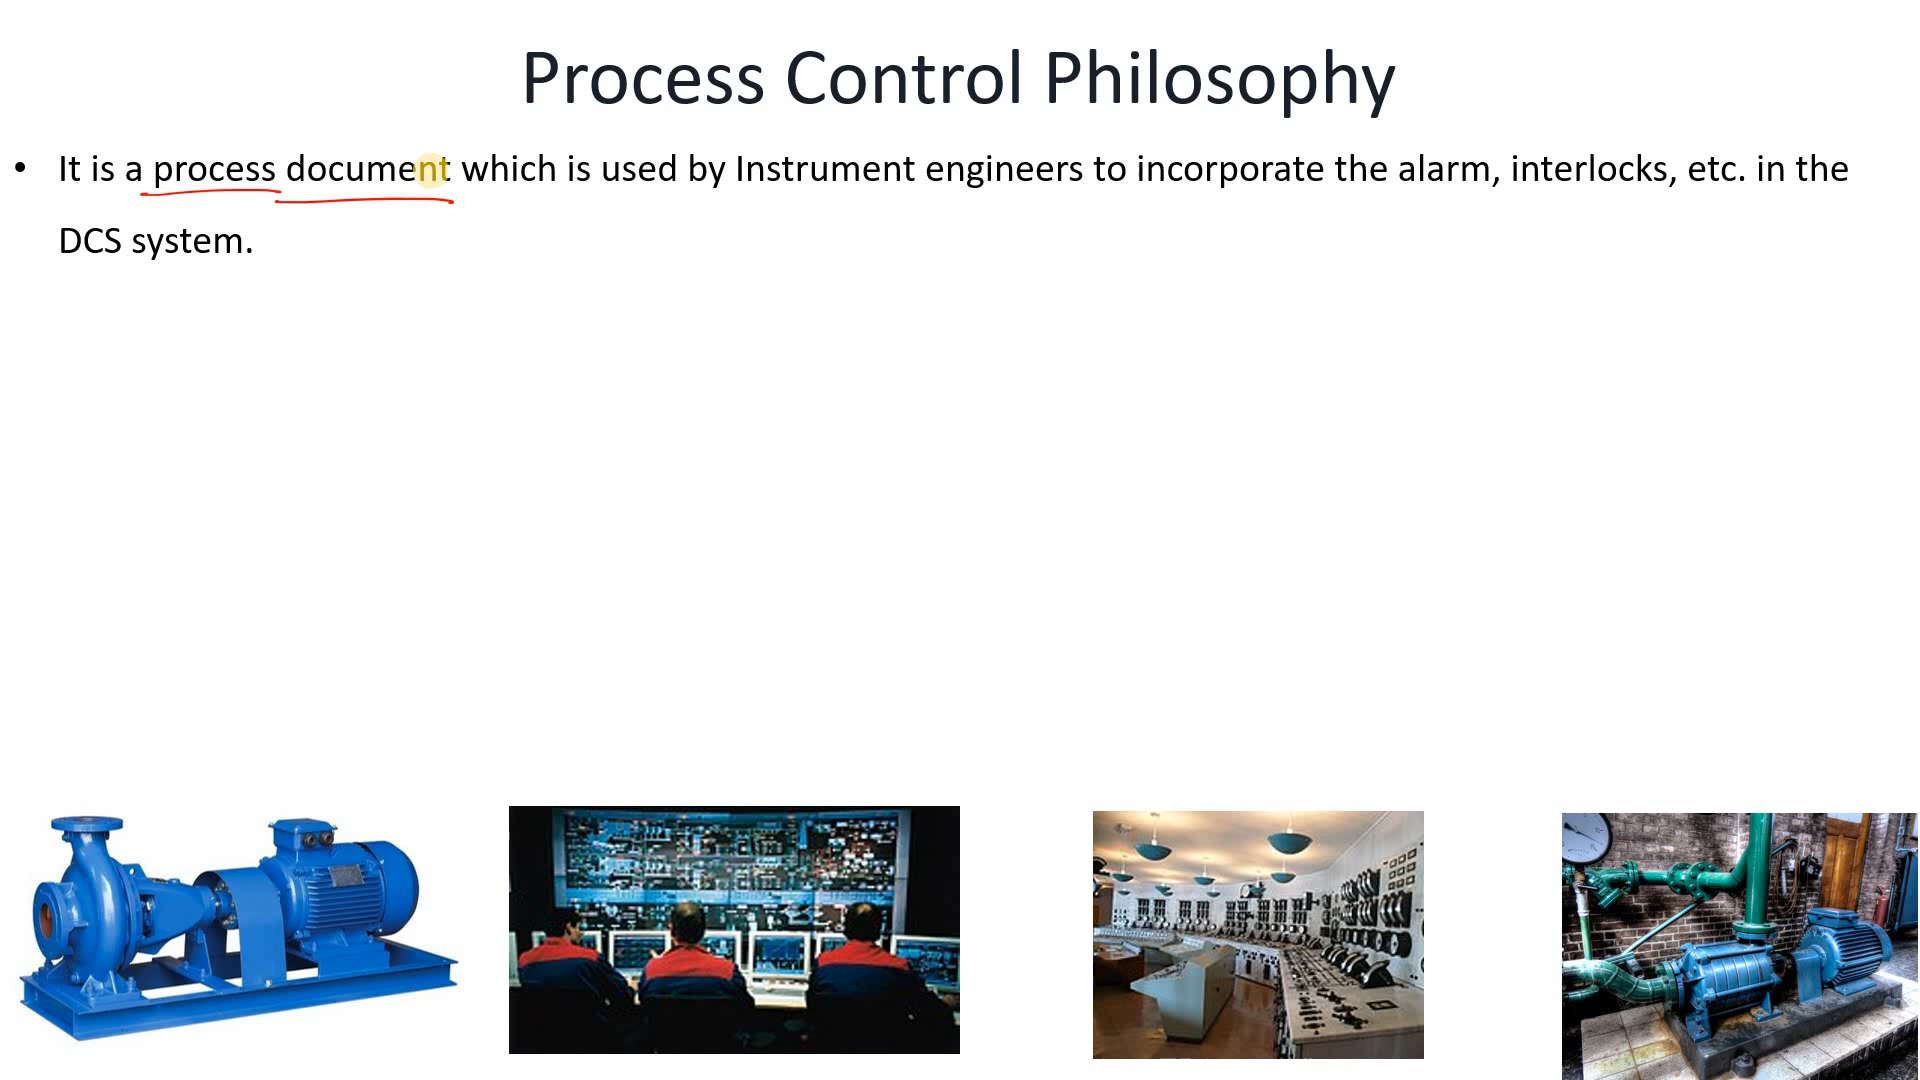 Process Control Philosophy
• It is a process document which is used by Instrument engineers to incorporate the alarm, interlocks, etc. in the
DCS system.